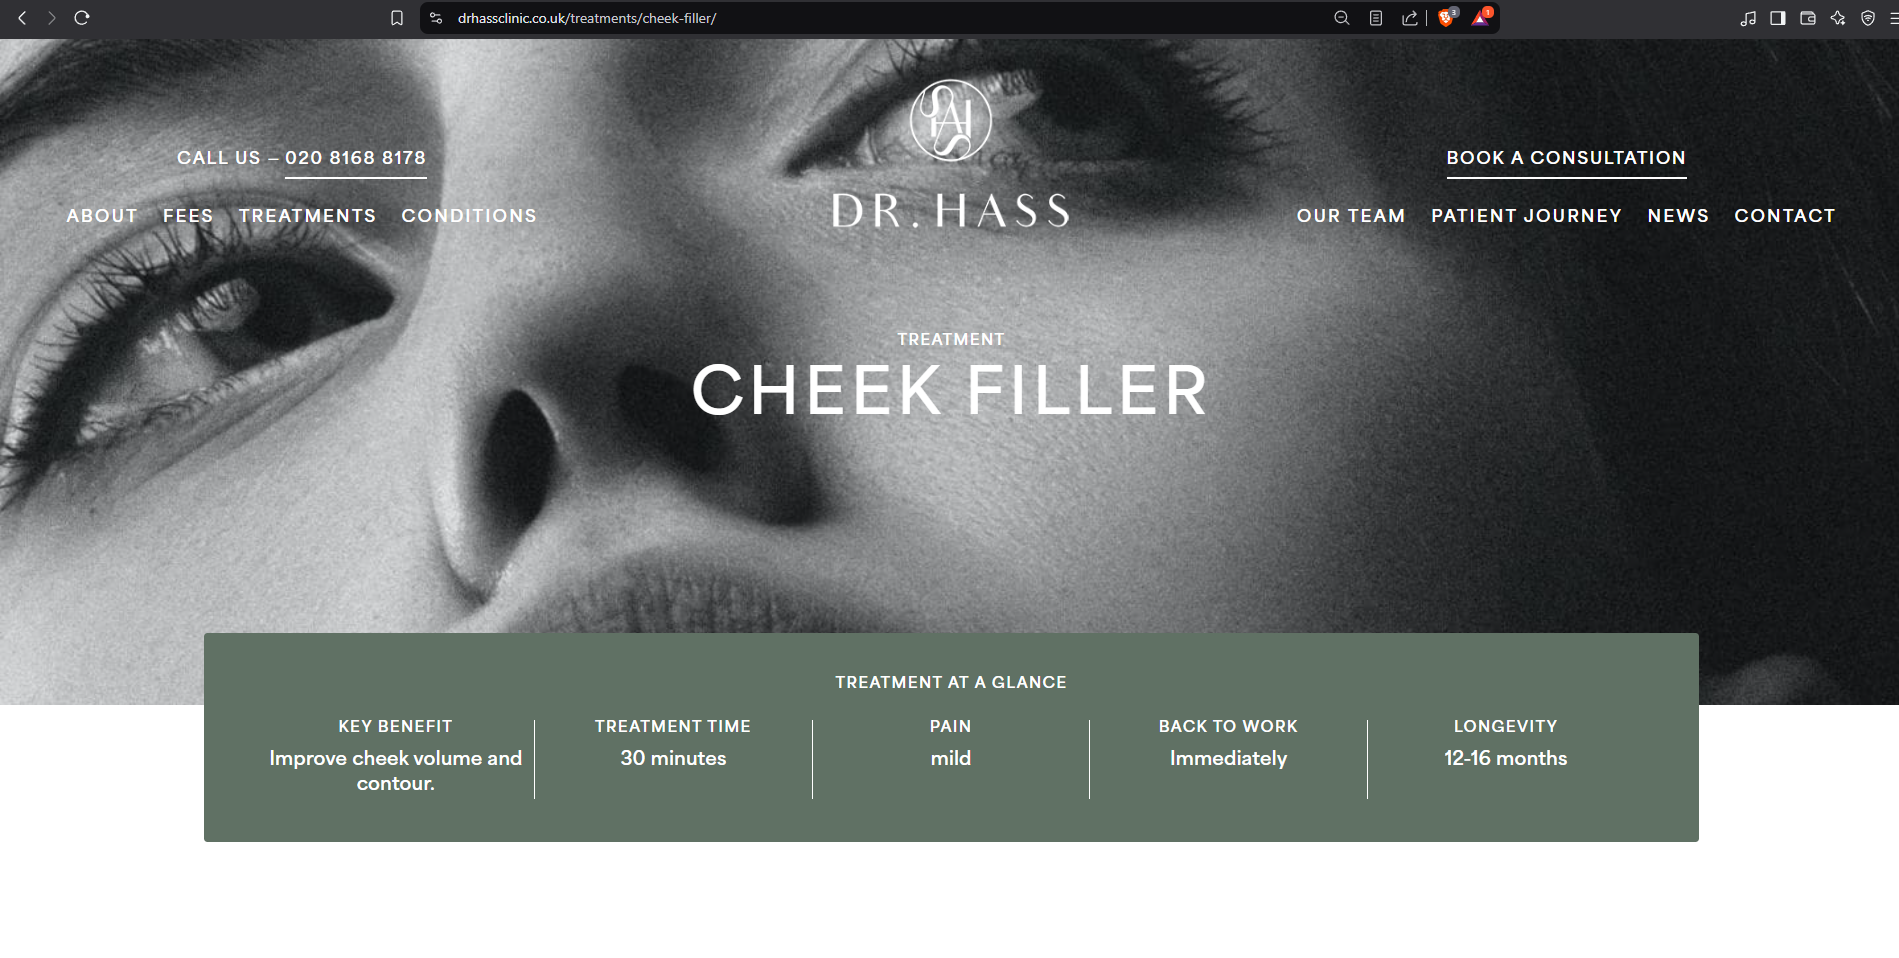 drhassclinic.co.uk/treatments/cheek-filler/
3
1
CALL US – 020 8168 8178
BOOK A CONSULTATION
ABOUT FEES TREATMENTS CONDITIONS
DR. HASS
OUR TEAM PATIENT JOURNEY NEWS CONTACT
TREATMENT
CHEEK FILLER
TREATMENT AT A GLANCE
KEY BENEFIT
Improve cheek volume and
contour.
TREATMENT TIME
30 minutes
PAIN
mild
BACK TO WORK
Immediately
LONGEVITY
12-16 months